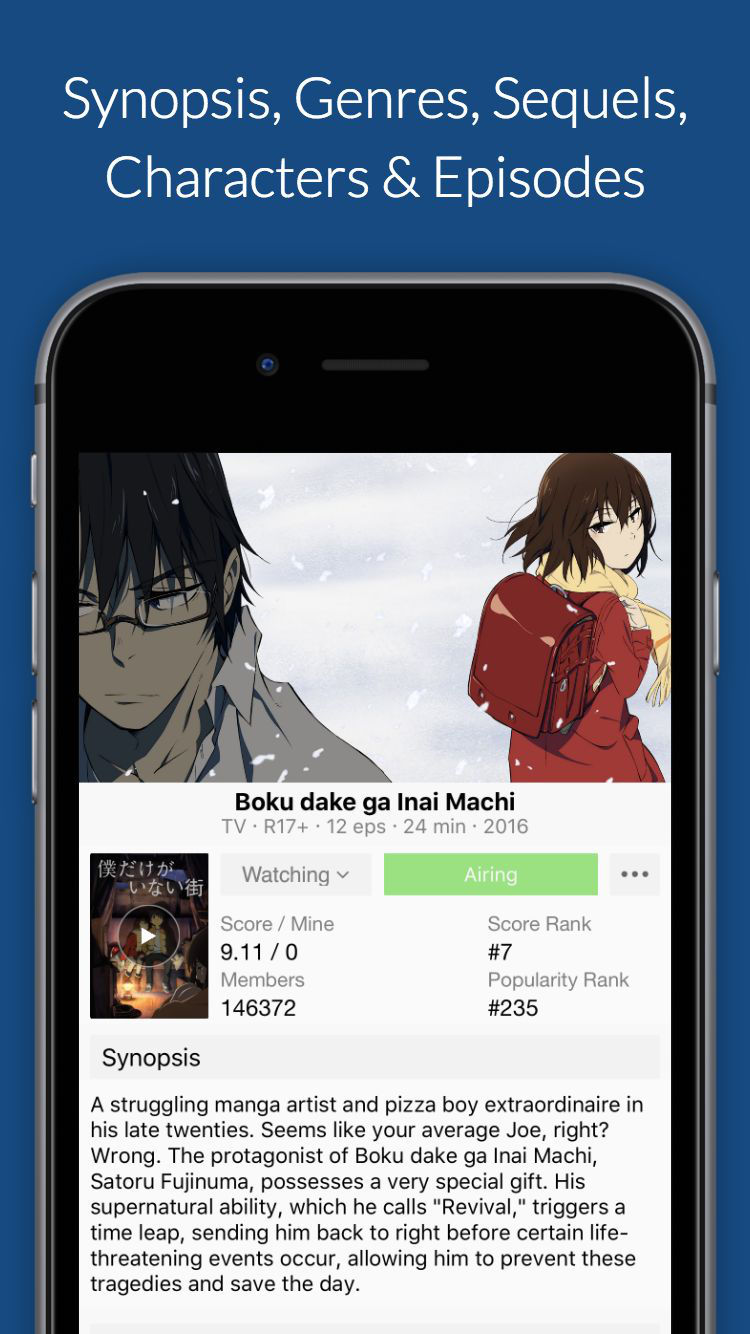 Synopsis, Genres, Sequels,
Characters & Episodes
Boku dake ga Inai Machi
TV · R17+ · 12 eps · 24 min · 2016
僕だけが
いない街
Watching
Airing
Score / Mine
Score Rank
9.11 / 0
#7
Members
Popularity Rank
146372
#235
Synopsis
A struggling manga artist and pizza boy extraordinaire in
his late twenties. Seems like your average Joe, right?
Wrong. The protagonist of Boku dake ga Inai Machi,
Satoru Fujinuma, possesses a very special gift. His
supernatural ability, which he calls "Revival," triggers a
time leap, sending him back to right before certain life-
threatening events occur, allowing him to prevent these
tragedies and save the day.